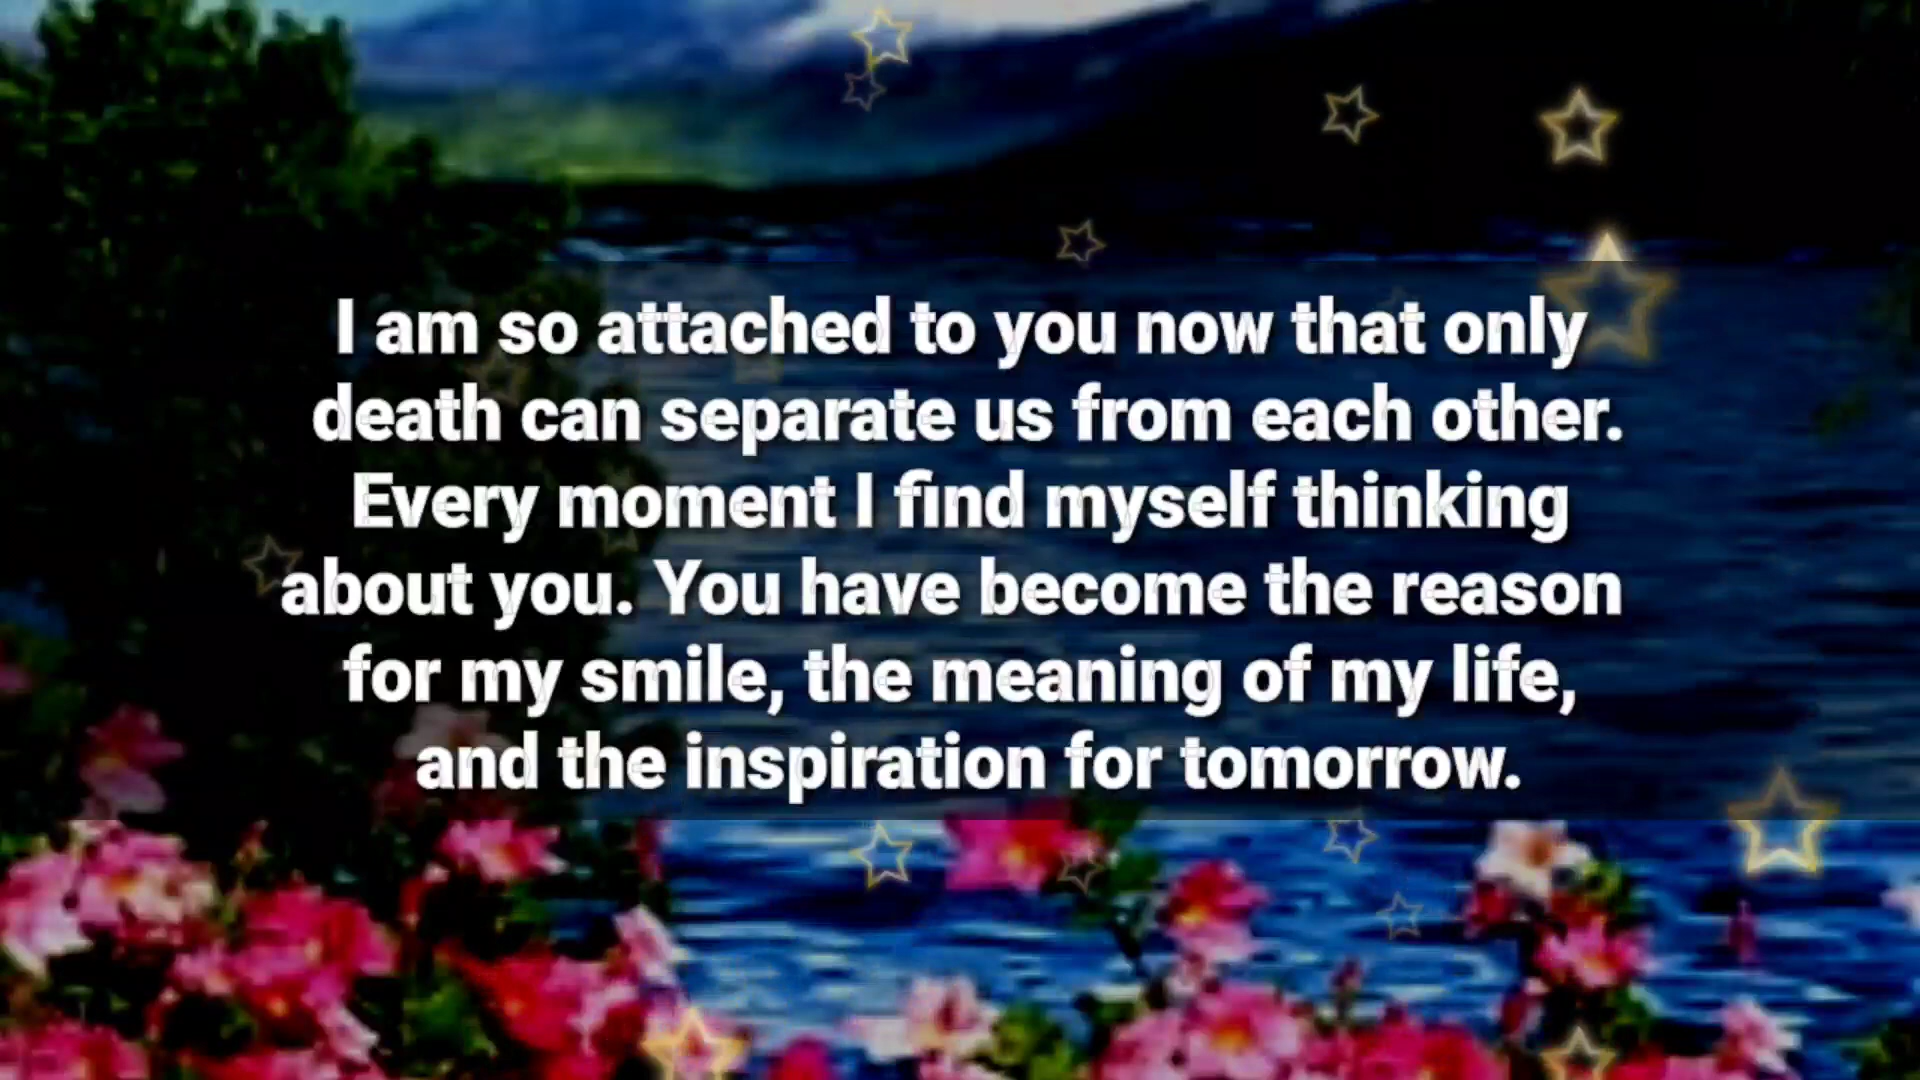 I am so attached to you now that only
death can separate us from each other.
Every moment I find myself thinking
about you. You have become the reason
for my smile, the meaning of my life,
and the inspiration for tomorrow.